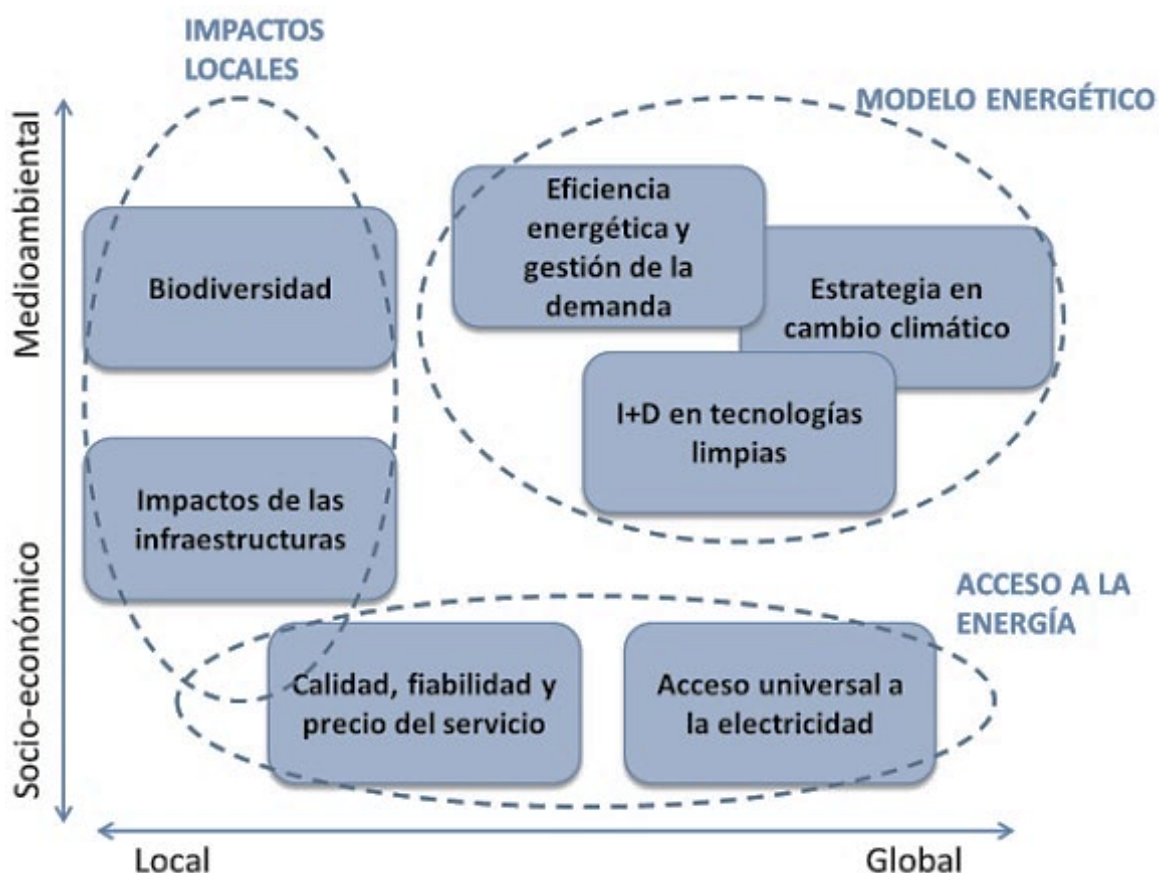 IMPACTOS
LOCALES
MODELO ENERGÉTICO
Medioambiental
Eficiencia
energética y
gestión de la
demanda
Biodiversidad
Estrategia en
cambio climático
I+D en tecnologías
limpias
Impactos de las
infraestructuras
Socio-económico
ACCESO A LA
ENERGÍA
Calidad, fiabilidad y
precio del servicio
Acceso universal a
la electricidad
Local
Global